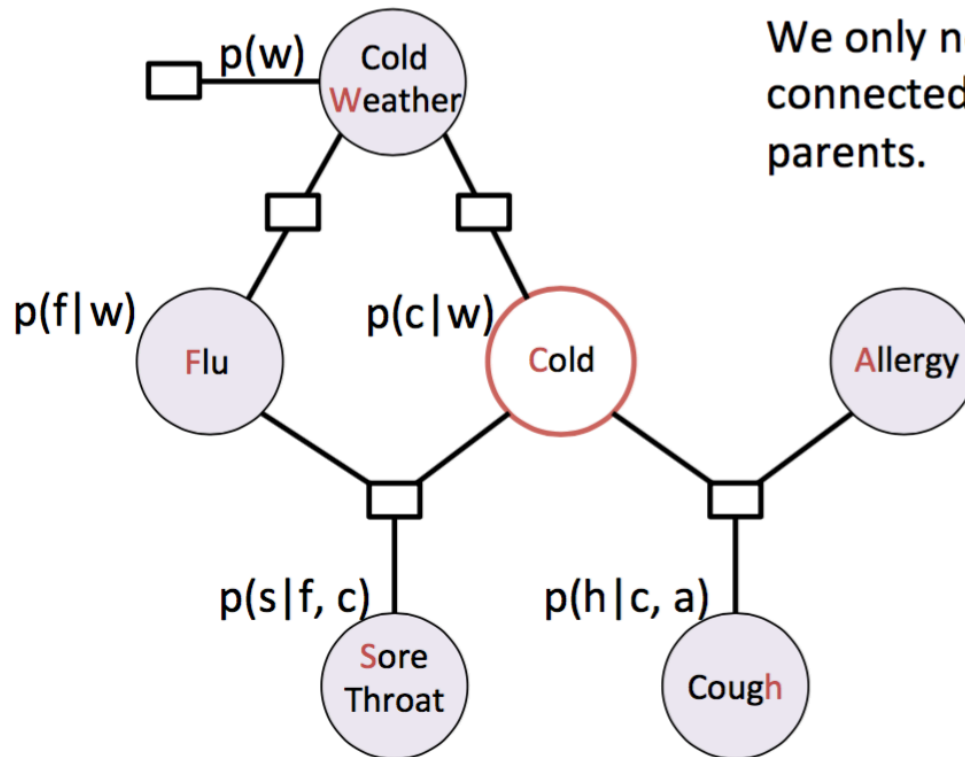 p(w)
Cold
Weather
We only n
connected
parents.
p(f|w)
Flu
p(c|w)
Cold
Allergy
p(s|f, c)
Sore
Throat
p(h|c, a)
Cough